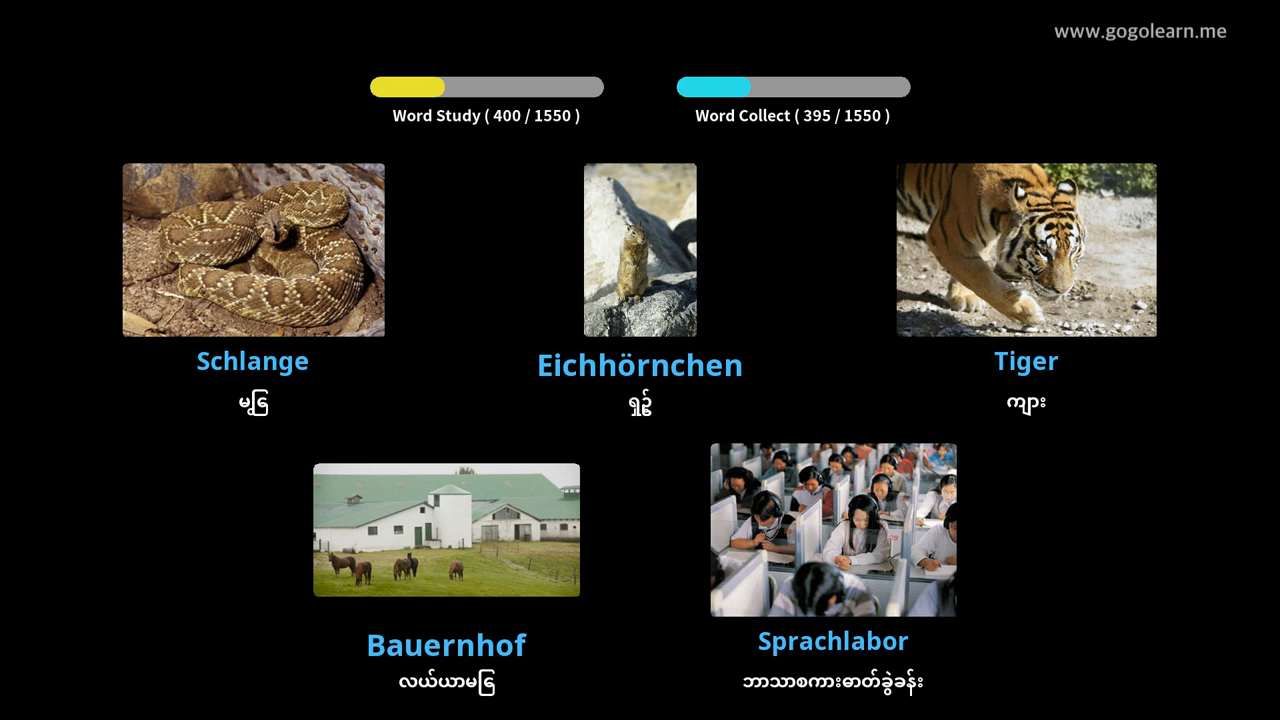 www.gogolearn.me
Word Study ( 400 / 1550 )
Word Collect ( 395 / 1550 )
Schlange
Eichhörnchen
Tiger
မြွေ
ရှဉ့်
ကျား
Bauernhof
Sprachlabor
လယ်ယာမြေ
ဘာသာစကားဓာတ်ခွဲခန်း